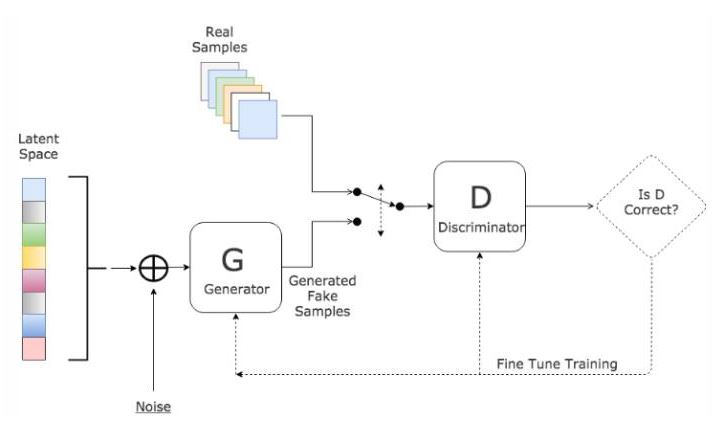 Real
Samples
Latent
Space
D
Discriminator
Is D
Correct?
G
Generator
Generated
Fake
Samples
Fine Tune Training
Noise